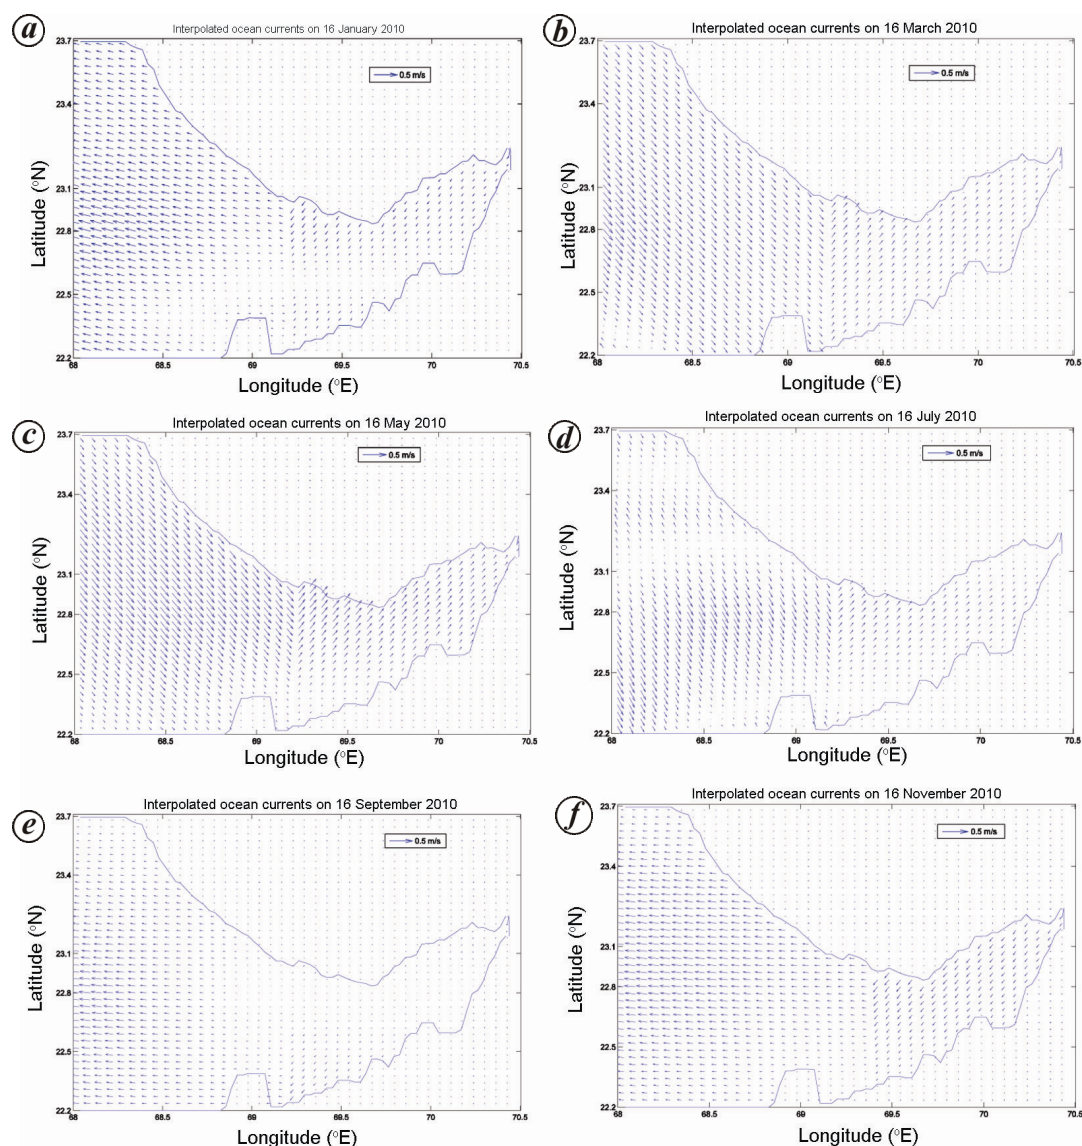 a
Interpolated ocean currents on 16 January 2010
0.5 m/s
23.7
23.4
23.1
22.8
22.5
22.2
68
68.5
69
69.5
70
70.5
Latitude (°N)
Longitude (°E)
b
Interpolated ocean currents on 16 March 2010
0.5 m/s
23.7
23.4
23.1
22.8
22.5
22.2
68
68.5
69
69.5
70
70.5
Latitude (°N)
Longitude (°E)
c
Interpolated ocean currents on 16 May 2010
0.5 m/s
23.7
23.4
23.1
22.8
22.5
22.2
68
68.5
69
69.5
70
70.5
Latitude (°N)
Longitude (°E)
d
Interpolated ocean currents on 16 July 2010
0.5 m/s
23.7
23.4
23.1
22.8
22.5
22.2
68
68.5
69
69.5
70
70.5
Latitude (°N)
Longitude (°E)
e
Interpolated ocean currents on 16 September 2010
0.5 m/s
23.7
23.4
23.1
22.8
22.5
22.2
68
68.5
69
69.5
70
70.5
Latitude (°N)
Longitude (°E)
f
Interpolated ocean currents on 16 November 2010
0.5 m/s
23.7
23.4
23.1
22.8
22.5
22.2
68
68.5
69
69.5
70
70.5
Latitude (°N)
Longitude (°E)